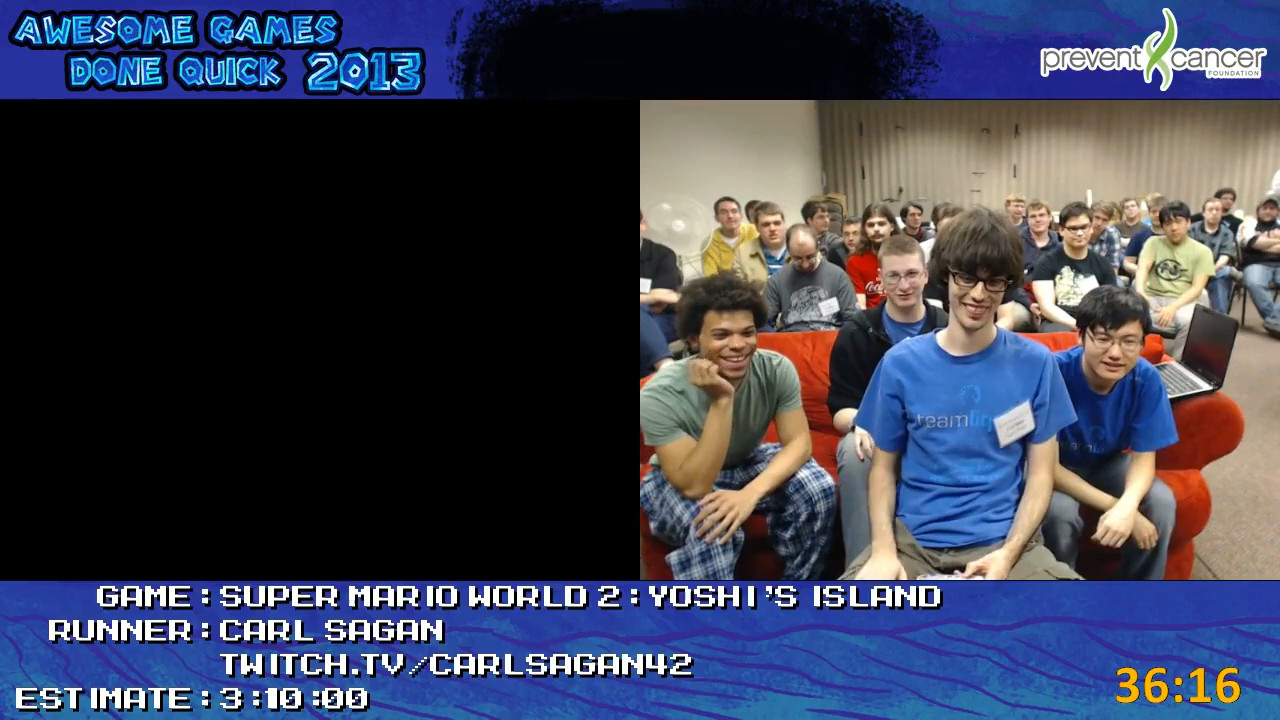 AWESOME GAMES
DONE QUICK 2013
prevent cancer
FOUNDATION
teamliq
GAME:SUPER MARIO WORLD 2:YOSHI'S ISLAND
RUNNER:CARL SAGAN
TWITCH.TV/CARLSAGAN42
ESTIMATE:3:10:00
36:16